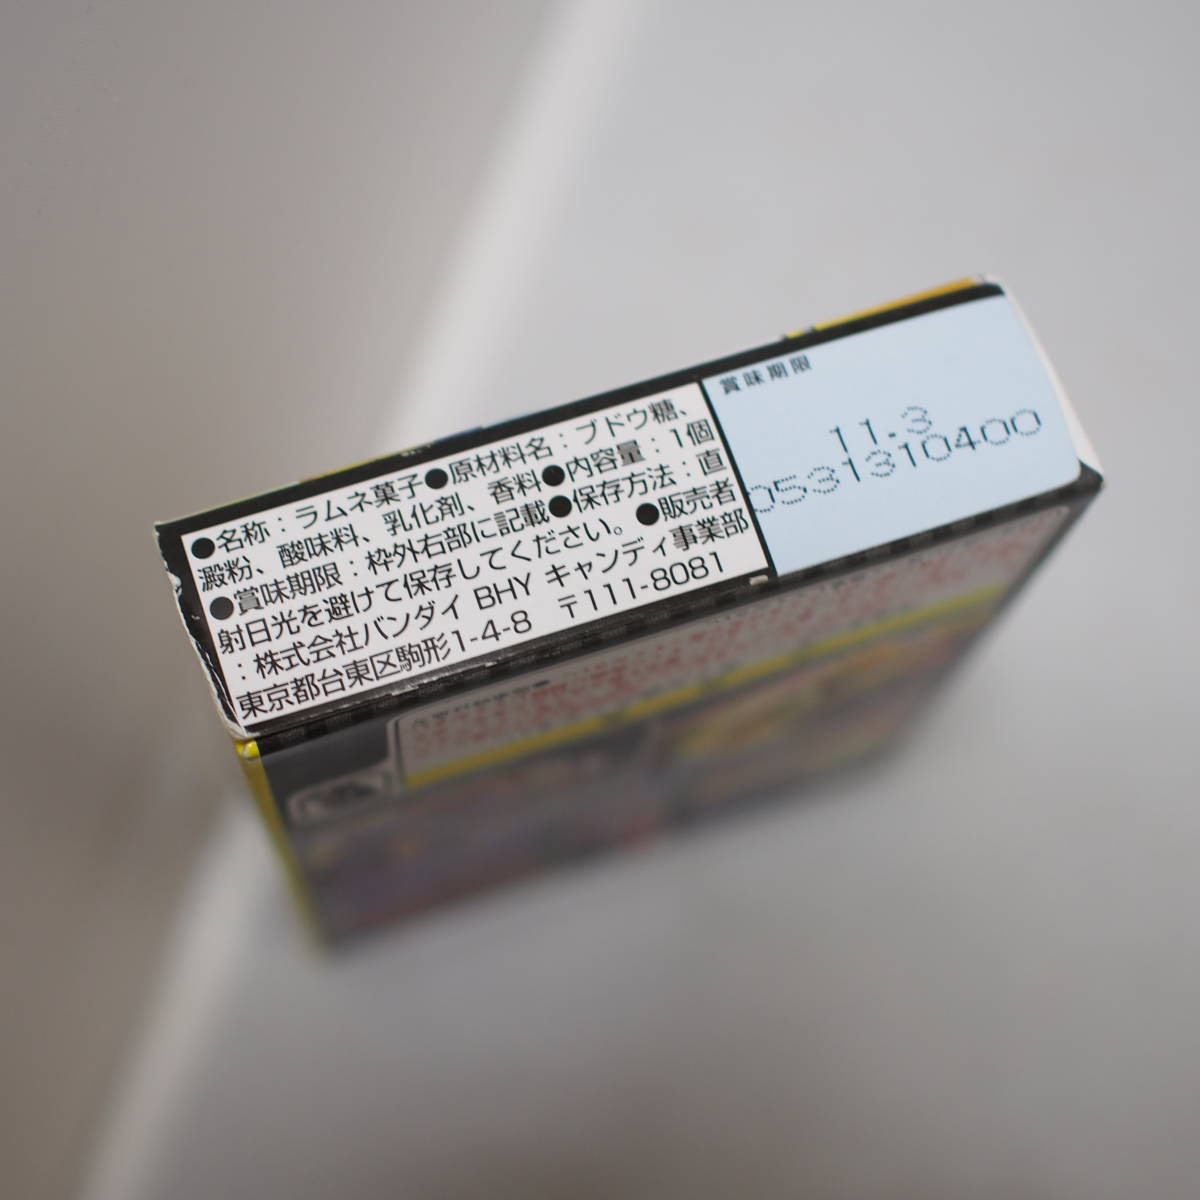 ●名称：ラムネ菓子●原材料名：ブドウ糖、
澱粉、酸味料、乳化剤、香料●内容量：1個
●賞味期限：枠外右部に記載●保存方法：直
射日光を避けて保存してください。●販売者
：株式会社バンダイ BHY キャンディ事業部
東京都台東区駒形1-4-8 〒111-8081
賞味期限
11.3
0531310400